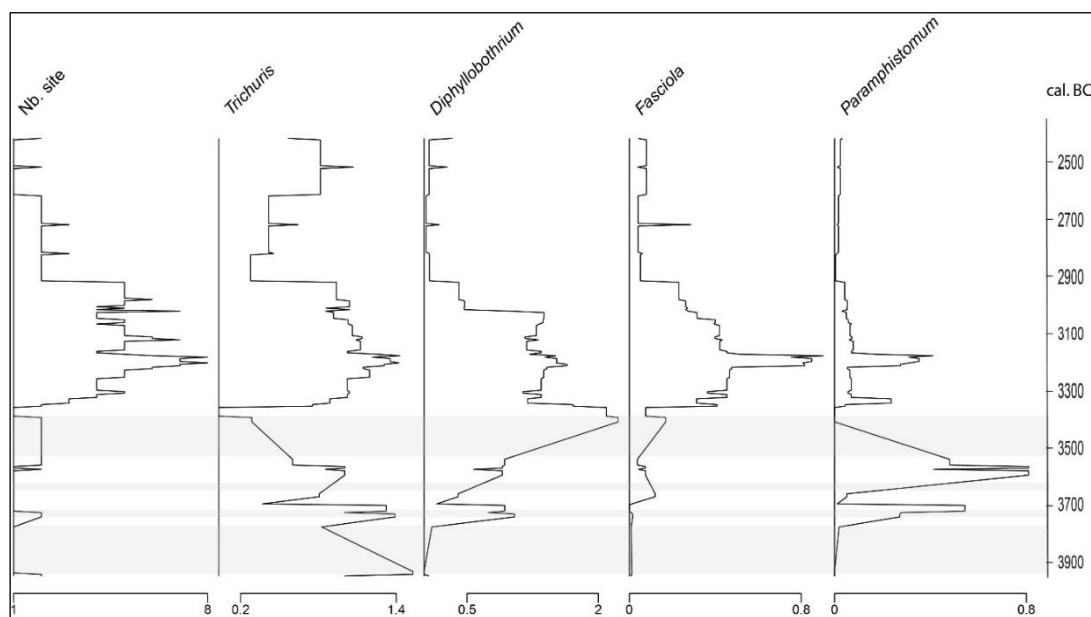 Nb. site
Trichuris
Diphyllobothrium
Fasciola
Paramphistomum
cal. BC
2500
2700
2900
3100
3300
3500
3700
3900
1 8 0.2 1.4 0.5 2 0 0.8 0 0.8